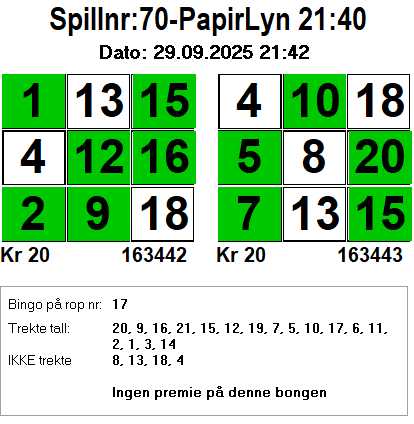 Spillnr:70-PapirLyn 21:40
Dato: 29.09.2025 21:42
1 13 15 4 10 18
4 12 16 5 8 20
2 9 18 7 13 15
Kr 20 163442 Kr 20 163443
Bingo på rop nr: 17
Trekte tall: 20, 9, 16, 21, 15, 12, 19, 7, 5, 10, 17, 6, 11,
2, 1, 3, 14
IKKE trekte 8, 13, 18, 4
Ingen premie på denne bongen